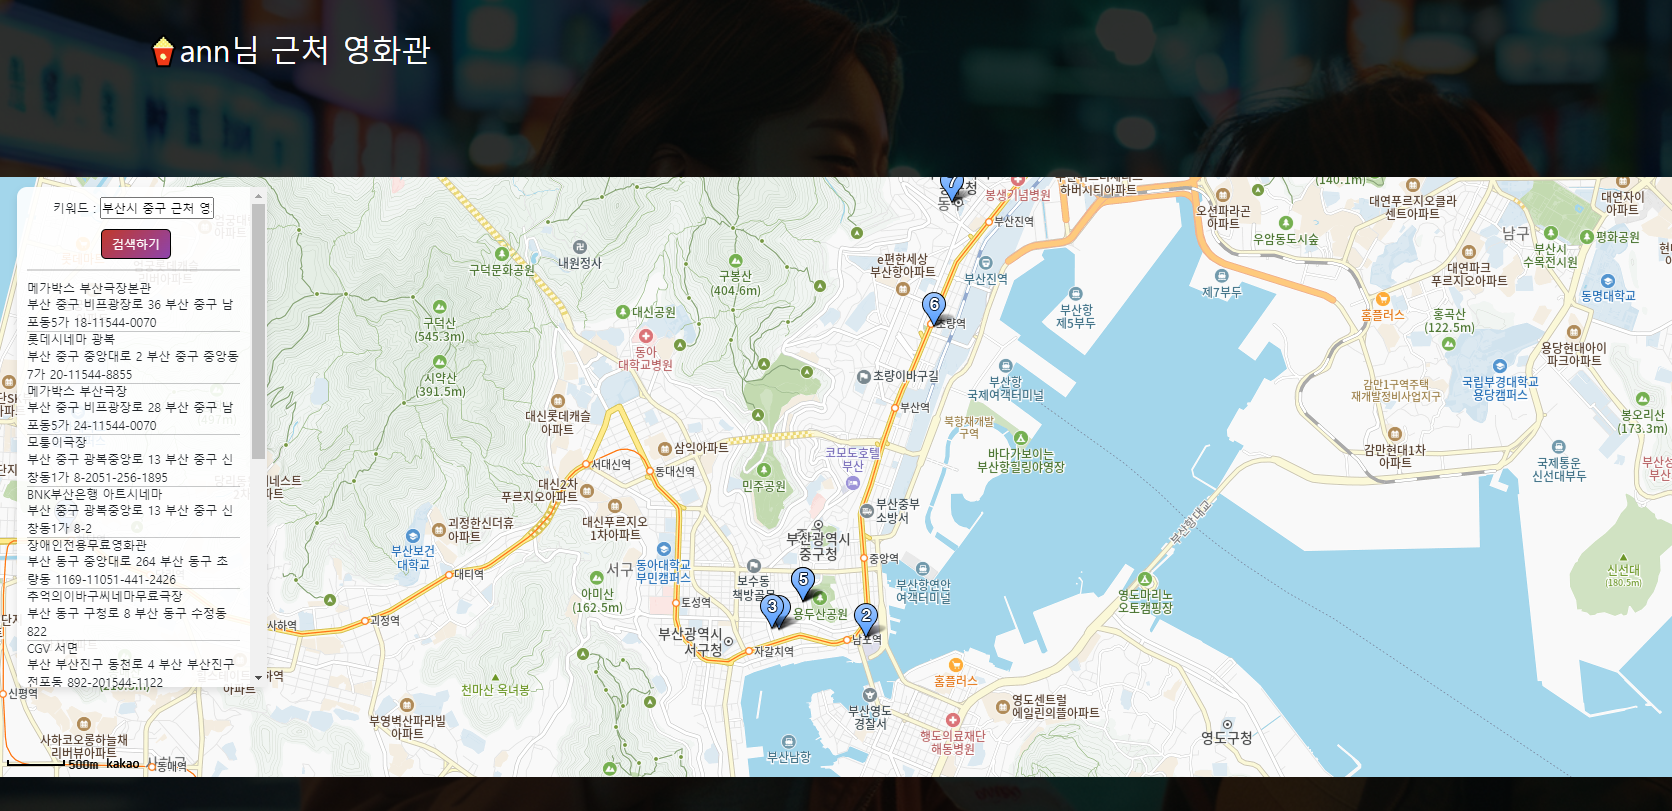 ann님 근처 영화관
키워드 : 부산시 중구 근처 영
검색하기
메가박스 부산극장본관
부산 중구 비프광장로 36 부산 중구 남
포동5가 18-11544-0070
롯데시네마 광복
부산 중구 중앙대로 2 부산 중구 중앙동
7가 20-11544-8855
메가박스 부산극장
부산 중구 비프광장로 28 부산 중구 남
포동5가 24-11544-0070
모퉁이극장
부산 중구 광복중앙로 13 부산 중구 신
창동1가 8-2051-256-1895
BNK부산은행 아트시네마
부산 중구 광복중앙로 13 부산 중구 신
창동1가 8-2
장애인전용무료영화관
부산 동구 중앙대로 264 부산 동구 초
량동 1169-11051-441-2426
추억의이바구씨네마무료극장
부산 동구 구청로 8 부산 동구 수정동
822
CGV 서면
부산 부산진구 동천로 4 부산 부산진구
전포동 892-201544-1122
구덕문화공원
내원정사
구봉산
(404.6m)
e편한세상
부산항아파트
봉생기념병원
하버시티아파트
부산진역
부산진역
(140.1m)
오션파라곤
아파트
우암동도시숲
대연푸르지오클라
센트아파트
대연자이
아파트
남구
부산시
수목전시원
평화공원
대연파크
푸르지오아파트
동명대학교
제7부두
부산항
제5부두
홈플러스
홍곡산
(122.5m)
용당현대아이
파크아파트
구덕산
(545.3m)
대신공원
동아
대학교병원
시약산
(391.5m)
7
6
초량역
초량이바구길
부산항
국제여객터미널
부산역
북항재개발
구역
바다가보이는
부산항힐링야영장
감만1구역주택
재개발정비사업지구
국립부경대학교
용당캠퍼스
봉오리산
(173.3m)
감만현대1차
아파트
국제통운
신선대부두
대신롯데캐슬
아파트
삼익아파트
서대신역
동대신역
코모도호텔
부산
민주공원
대신2차
푸르지오아파트
대신푸르지오
1차아파트
괴정한신더휴
아파트
부산보건
대학교
부산중부
소방서
부산광역시
중구청
중앙역
부산항대교
서구
동아대학교
부민캠퍼스
보수동
책방골목
대티역
아미산
(162.5m)
토성역
5
3
2
용두산공원
부산항연안
여객터미널
영도마리노
오토캠핑장
신선대
(180.5m)
사하역
괴정역
부산광역시
서구청
자갈치역
남포역
홈플러스
천마산 옥녀봉
영도센트럴
에일린의뜰아파트
부산영도
경찰서
행도의료재단
해동병원
영도구청
부영벽산파라빌
아파트
부산남항
신평역
사하코오롱하늘채
리버뷰아파트
500m
kakao
동매역